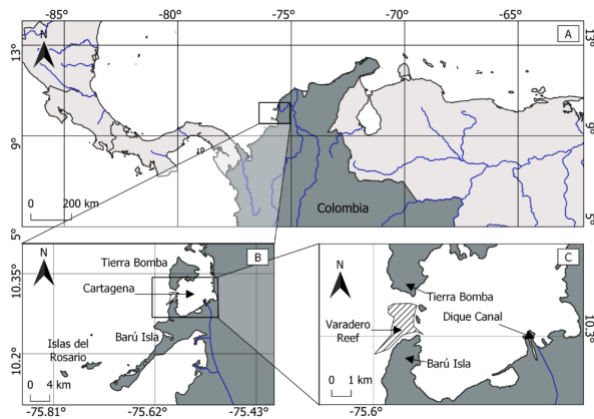 -85° -80° -75° -70° -65°
13° A 13°
N
9° 9°
0 200 km
Colombia
5° 5°
N Tierra Bomba B
10.35° Cartagena
Barú Isla
Islas del
Rosario
10.2°
0 4 km
-75.81° -75.62° -75.43°
N C
Tierra Bomba
Varadero
Reef
Dique Canal
10.3°
Barú Isla
0 1 km
-75.6°